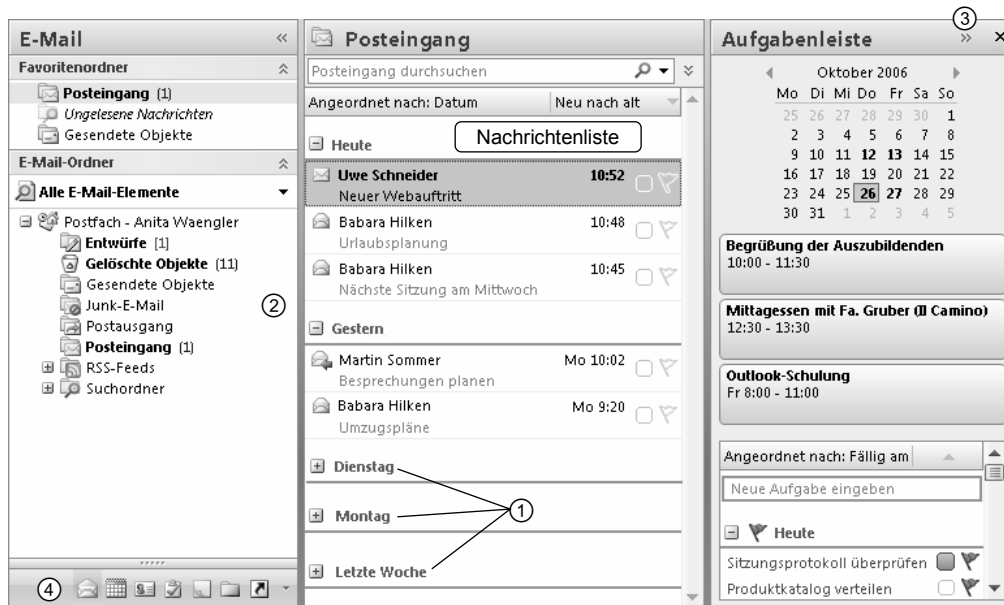 E-Mail «
Favoritenordner
Posteingang (1)
Ungelesene Nachrichten
Gesendete Objekte
E-Mail-Ordner
Alle E-Mail-Elemente
Postfach - Anita Waengler
Entwürfe [1]
Gelöschte Objekte (11)
Gesendete Objekte
Junk-E-Mail
Postausgang
Posteingang (1)
RSS-Feeds
Suchordner
②
④
Posteingang
Posteingang durchsuchen
Angeordnet nach: Datum Neu nach alt
Nachrichtenliste
Heute
Uwe Schneider 10:52
Neuer Webauftritt
Babara Hilken 10:48
Urlaubsplanung
Babara Hilken 10:45
Nächste Sitzung am Mittwoch
Gestern
Martin Sommer Mo 10:02
Besprechungen planen
Babara Hilken Mo 9:20
Umzugspläne
Dienstag
Montag
①
Letzte Woche
③
Aufgabenleiste »
Oktober 2006
Mo Di Mi Do Fr Sa So
25 26 27 28 29 30 1
2 3 4 5 6 7 8
9 10 11 12 13 14 15
16 17 18 19 20 21 22
23 24 25 26 27 28 29
30 31 1 2 3 4 5
Begrüßung der Auszubildenden
10:00 - 11:30
Mittagessen mit Fa. Gruber (Il Camino)
12:30 - 13:30
Outlook-Schulung
Fr 8:00 - 11:00
Angeordnet nach: Fällig am
Neue Aufgabe eingeben
Heute
Sitzungsprotokoll überprüfen
Produktkatalog verteilen